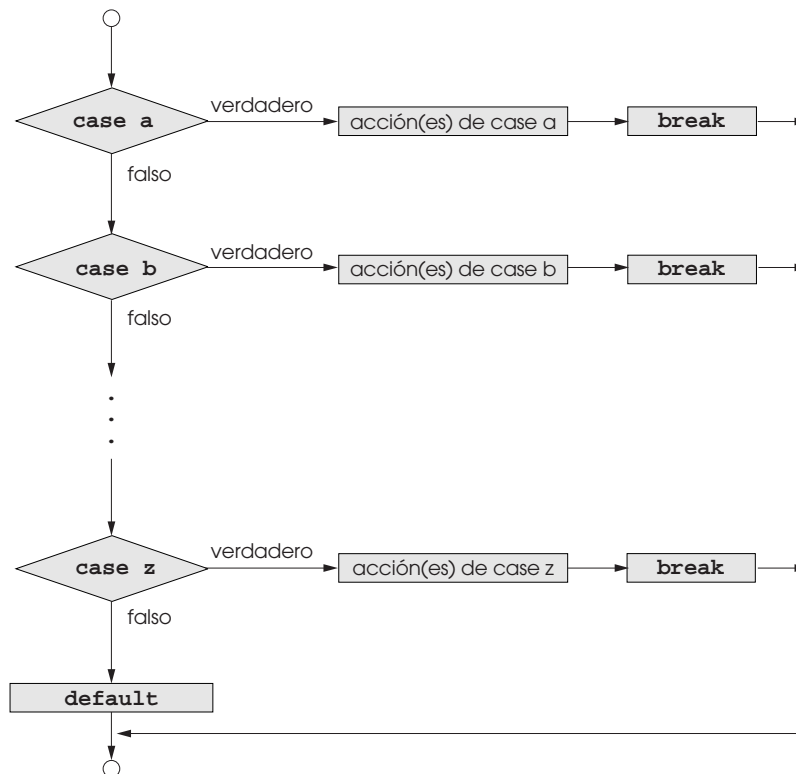 case a
verdadero
acción(es) de case a
break
falso
case b
verdadero
acción(es) de case b
break
falso
.
.
.
case z
verdadero
acción(es) de case z
break
falso
default